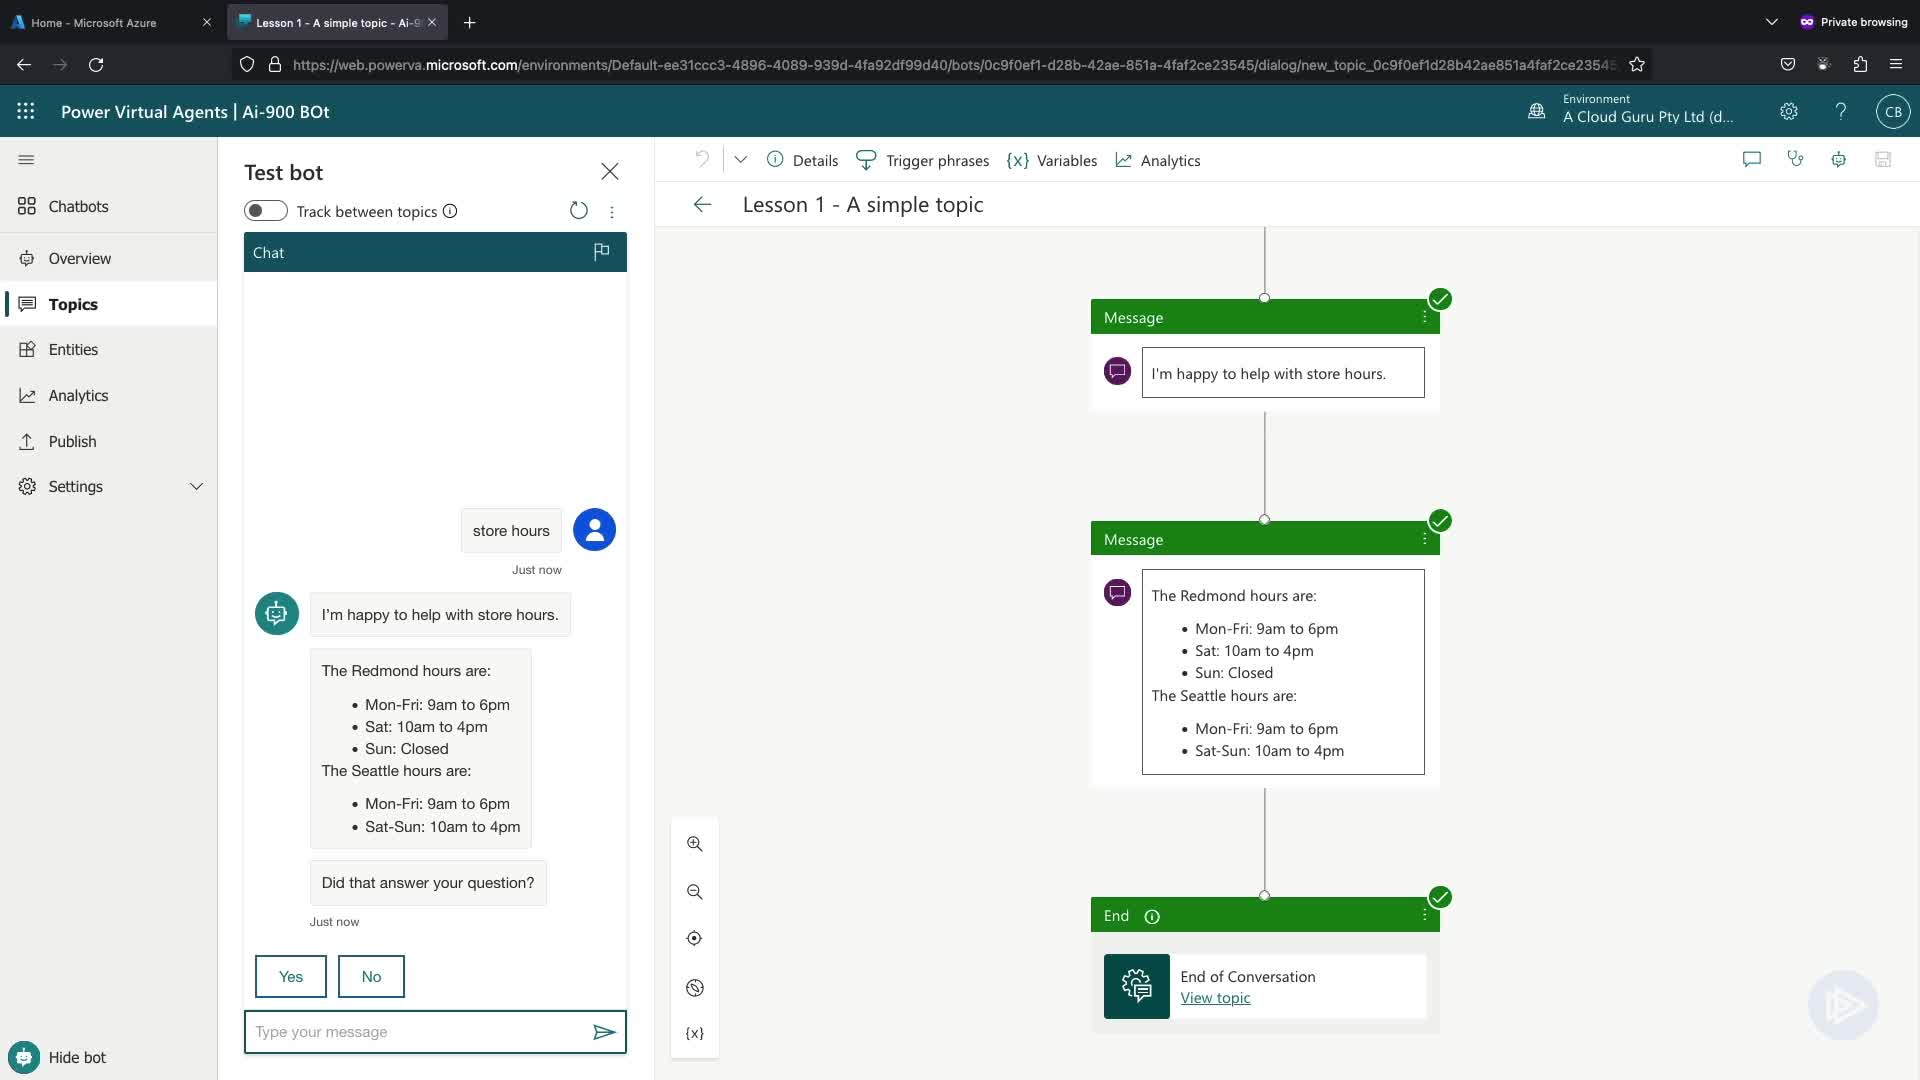 Home - Microsoft Azure
Lesson 1 - A simple topic - Ai-90
Private browsing
https://web.powerva.microsoft.com/environments/Default-ee31ccc3-4896-4089-939d-4fa92df99d40/bots/0c9f0ef1-d28b-42ae-851a-4faf2ce23545/dialog/new_topic_0c9f0ef1d28b42ae851a4faf2ce23545
Power Virtual Agents | Ai-900 BOt
Environment
A Cloud Guru Pty Ltd (d...
CB
Chatbots
Overview
Topics
Entities
Analytics
Publish
Settings
Hide bot
Test bot
Track between topics
Chat
store hours
Just now
I'm happy to help with store hours.
The Redmond hours are:
• Mon-Fri: 9am to 6pm
• Sat: 10am to 4pm
• Sun: Closed
The Seattle hours are:
• Mon-Fri: 9am to 6pm
• Sat-Sun: 10am to 4pm
Did that answer your question?
Just now
Yes
No
Type your message
Details
Trigger phrases
{x} Variables
Analytics
Lesson 1 - A simple topic
Message
I'm happy to help with store hours.
Message
The Redmond hours are:
• Mon-Fri: 9am to 6pm
• Sat: 10am to 4pm
• Sun: Closed
The Seattle hours are:
• Mon-Fri: 9am to 6pm
• Sat-Sun: 10am to 4pm
End
End of Conversation
View topic
{x}